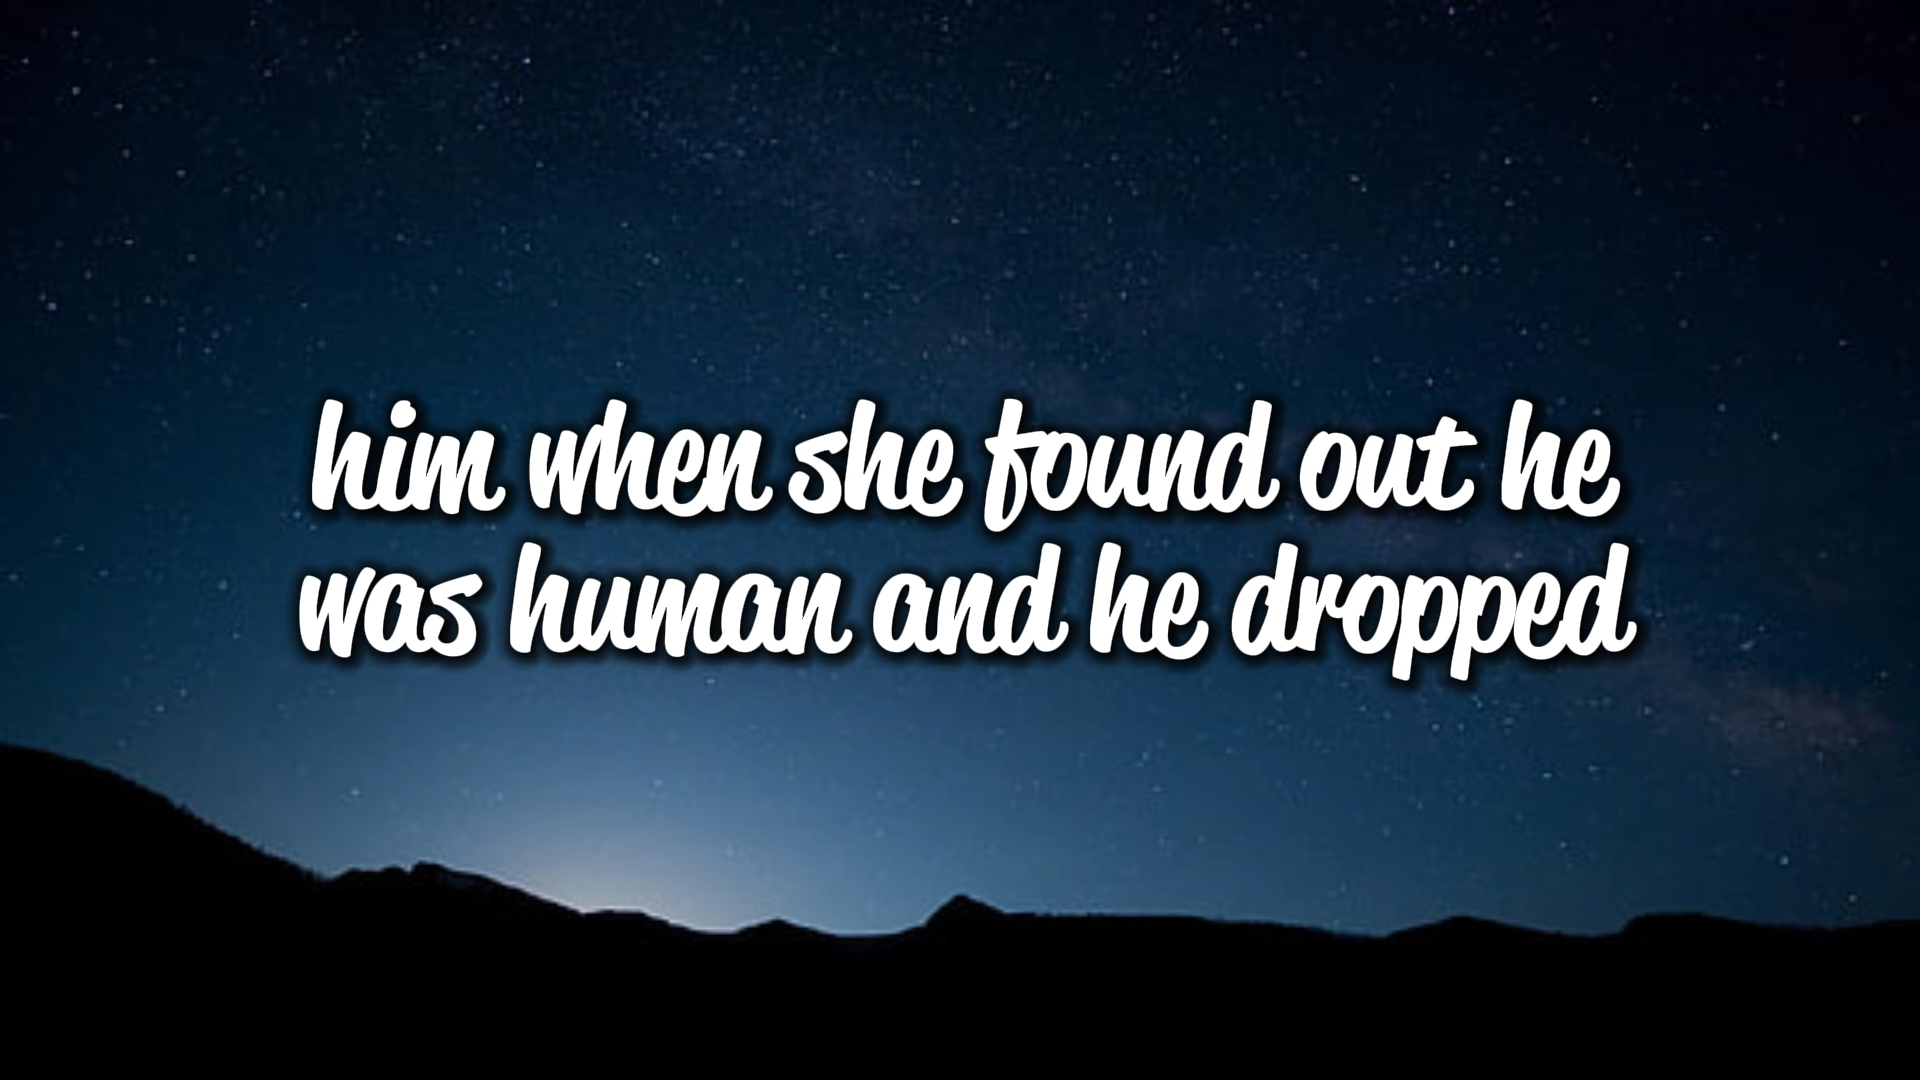 him when she found out he
was human and he dropped